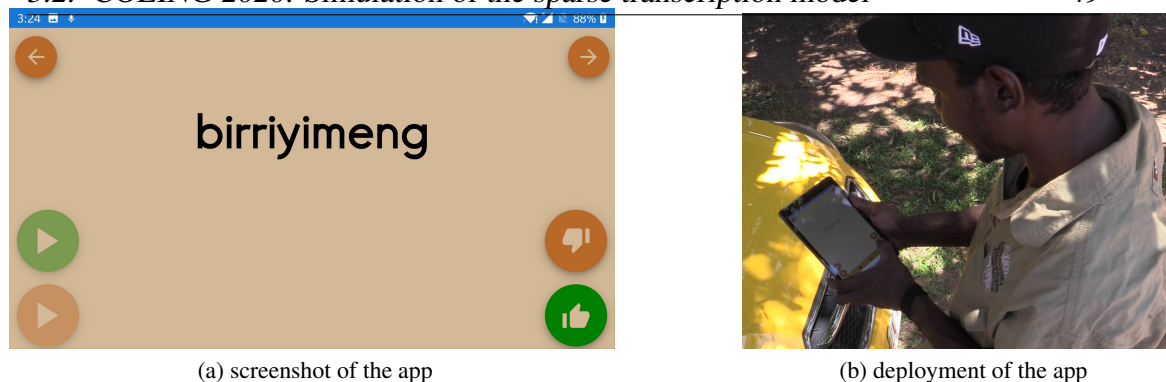 5.2. COLING 2020: Simulation of the sparse transcription model 49
3:24 88%
birriyimeng
(a) screenshot of the app (b) deployment of the app